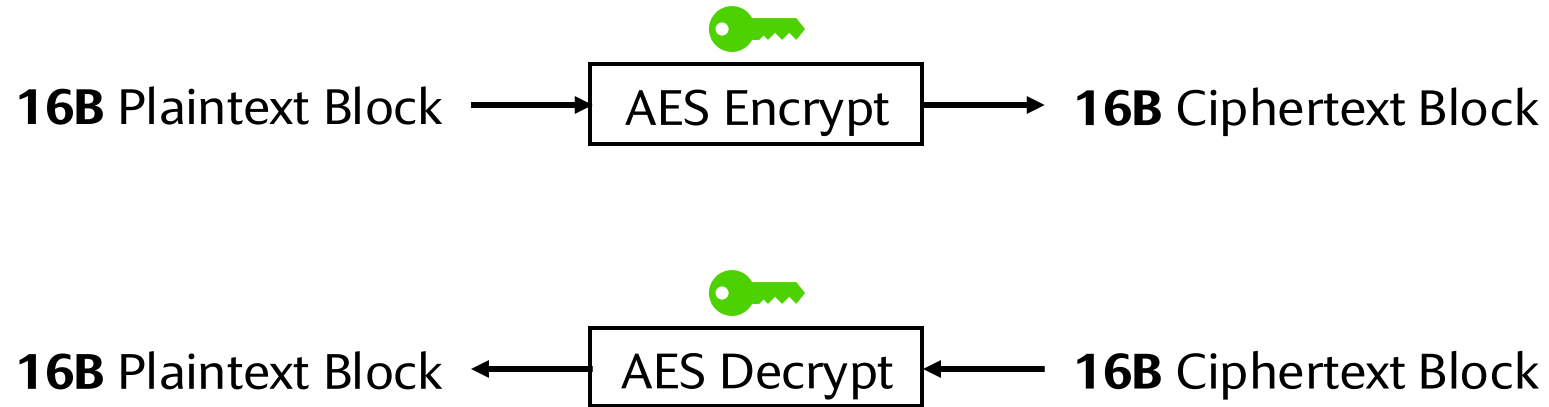 16B Plaintext Block AES Encrypt 16B Ciphertext Block
16B Plaintext Block AES Decrypt 16B Ciphertext Block